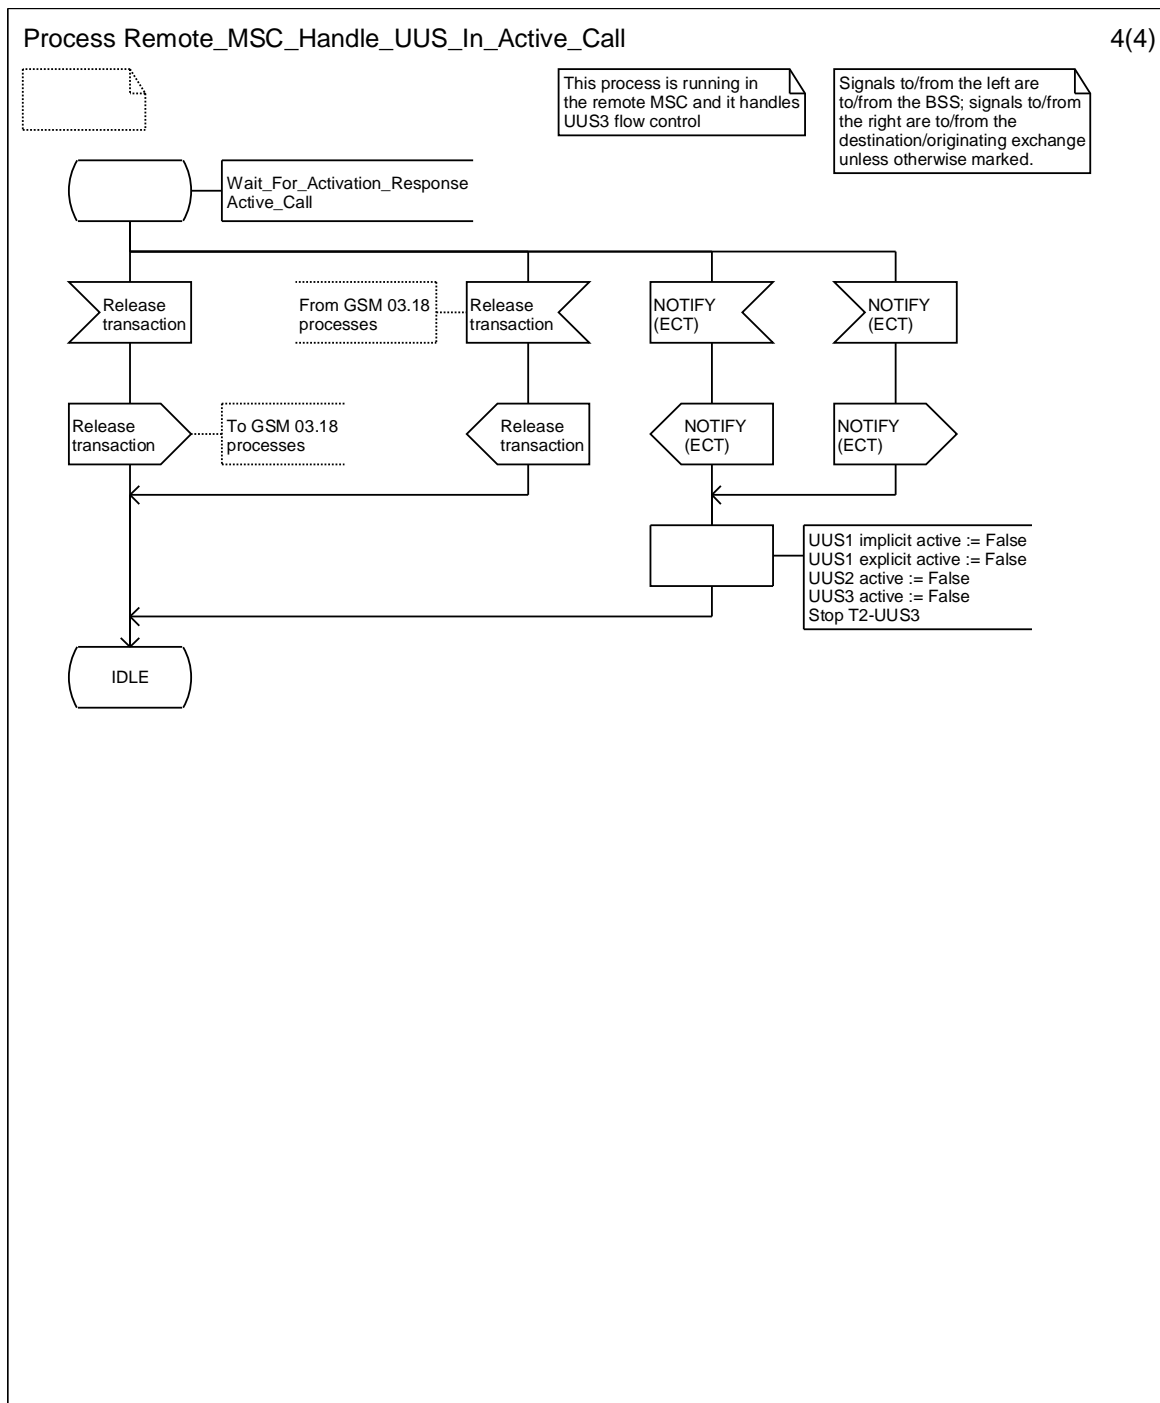 Process Remote_MSC_Handle_UUS_In_Active_Call
4(4)
This process is running in
the remote MSC and it handles
UUS3 flow control
Signals to/from the left are
to/from the BSS; signals to/from
the right are to/from the
destination/originating exchange
unless otherwise marked.
Wait_For_Activation_Response
Active_Call
Release
transaction
From GSM 03.18
processes
Release
transaction
NOTIFY
(ECT)
NOTIFY
(ECT)
Release
transaction
To GSM 03.18
processes
Release
transaction
NOTIFY
(ECT)
NOTIFY
(ECT)
UUS1 implicit active := False
UUS1 explicit active := False
UUS2 active := False
UUS3 active := False
Stop T2-UUS3
IDLE